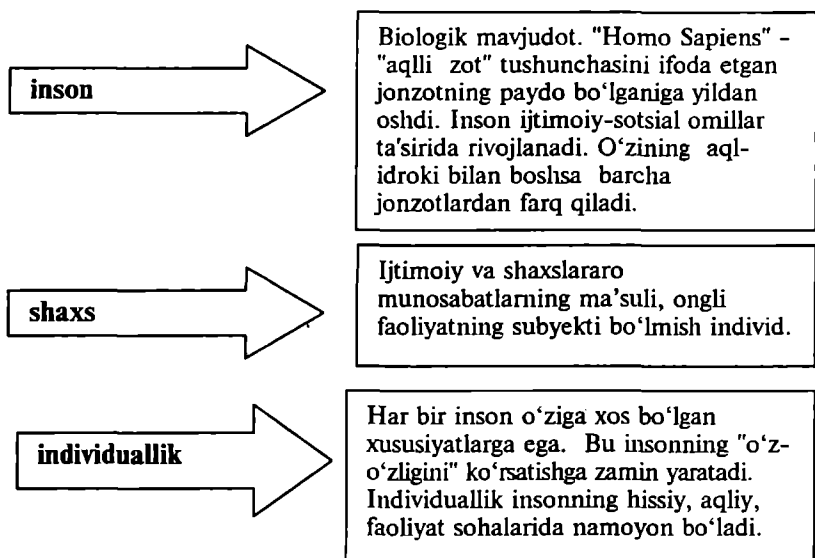 inson
Biologik mavjudot. "Homo Sapiens" -
"aqlli zot" tushunchasini ifoda etgan
jonzotning paydo bo‘lganiga yildan
oshdi. Inson ijtimoiy-sotsial omillar
ta'sirida rivojlanadi. O‘zining aql-
idroki bilan boshsa barcha
jonzotlardan farq qiladi.
shaxs
Ijtimoiy va shaxslararo
munosabatlarning ma’suli, ongli
faoliyatning subyekti bo‘lmish individ.
individuallik
Har bir inson o‘ziga xos bo‘lgan
xususiyatlarga ega. Bu insonning "o‘z-
o‘zligini" ko‘rsatishga zamin yaratadi.
Individuallik insonning hissiy, aqliy,
faoliyat sohalarida namoyon bo‘ladi.